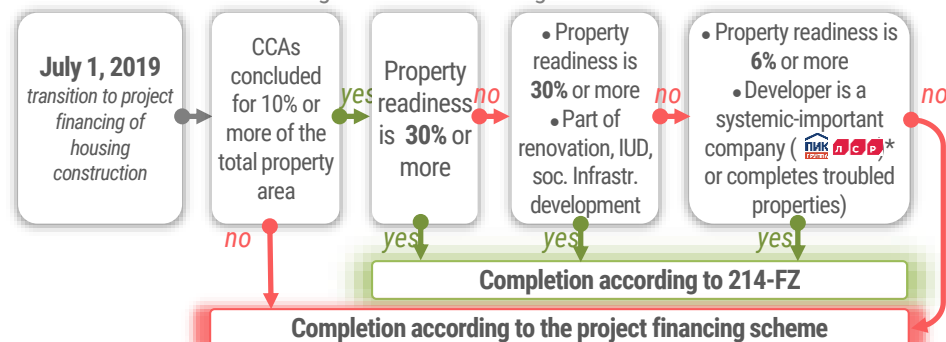 July 1, 2019
transition to project
financing of
housing
construction
CCAs
concluded
for 10% or
more of the
total property
area
yes
no
Property
readiness
is 30% or
more
no
yes
• Property
readiness is
30% or more
• Part of
renovation, IUD,
soc. Infrastr.
development
no
yes
• Property readiness is
6% or more
• Developer is a
systemic-important
company ( ПИК ЛСР )*
or completes troubled
properties)
no
yes
Completion according to 214-FZ
Completion according to the project financing scheme